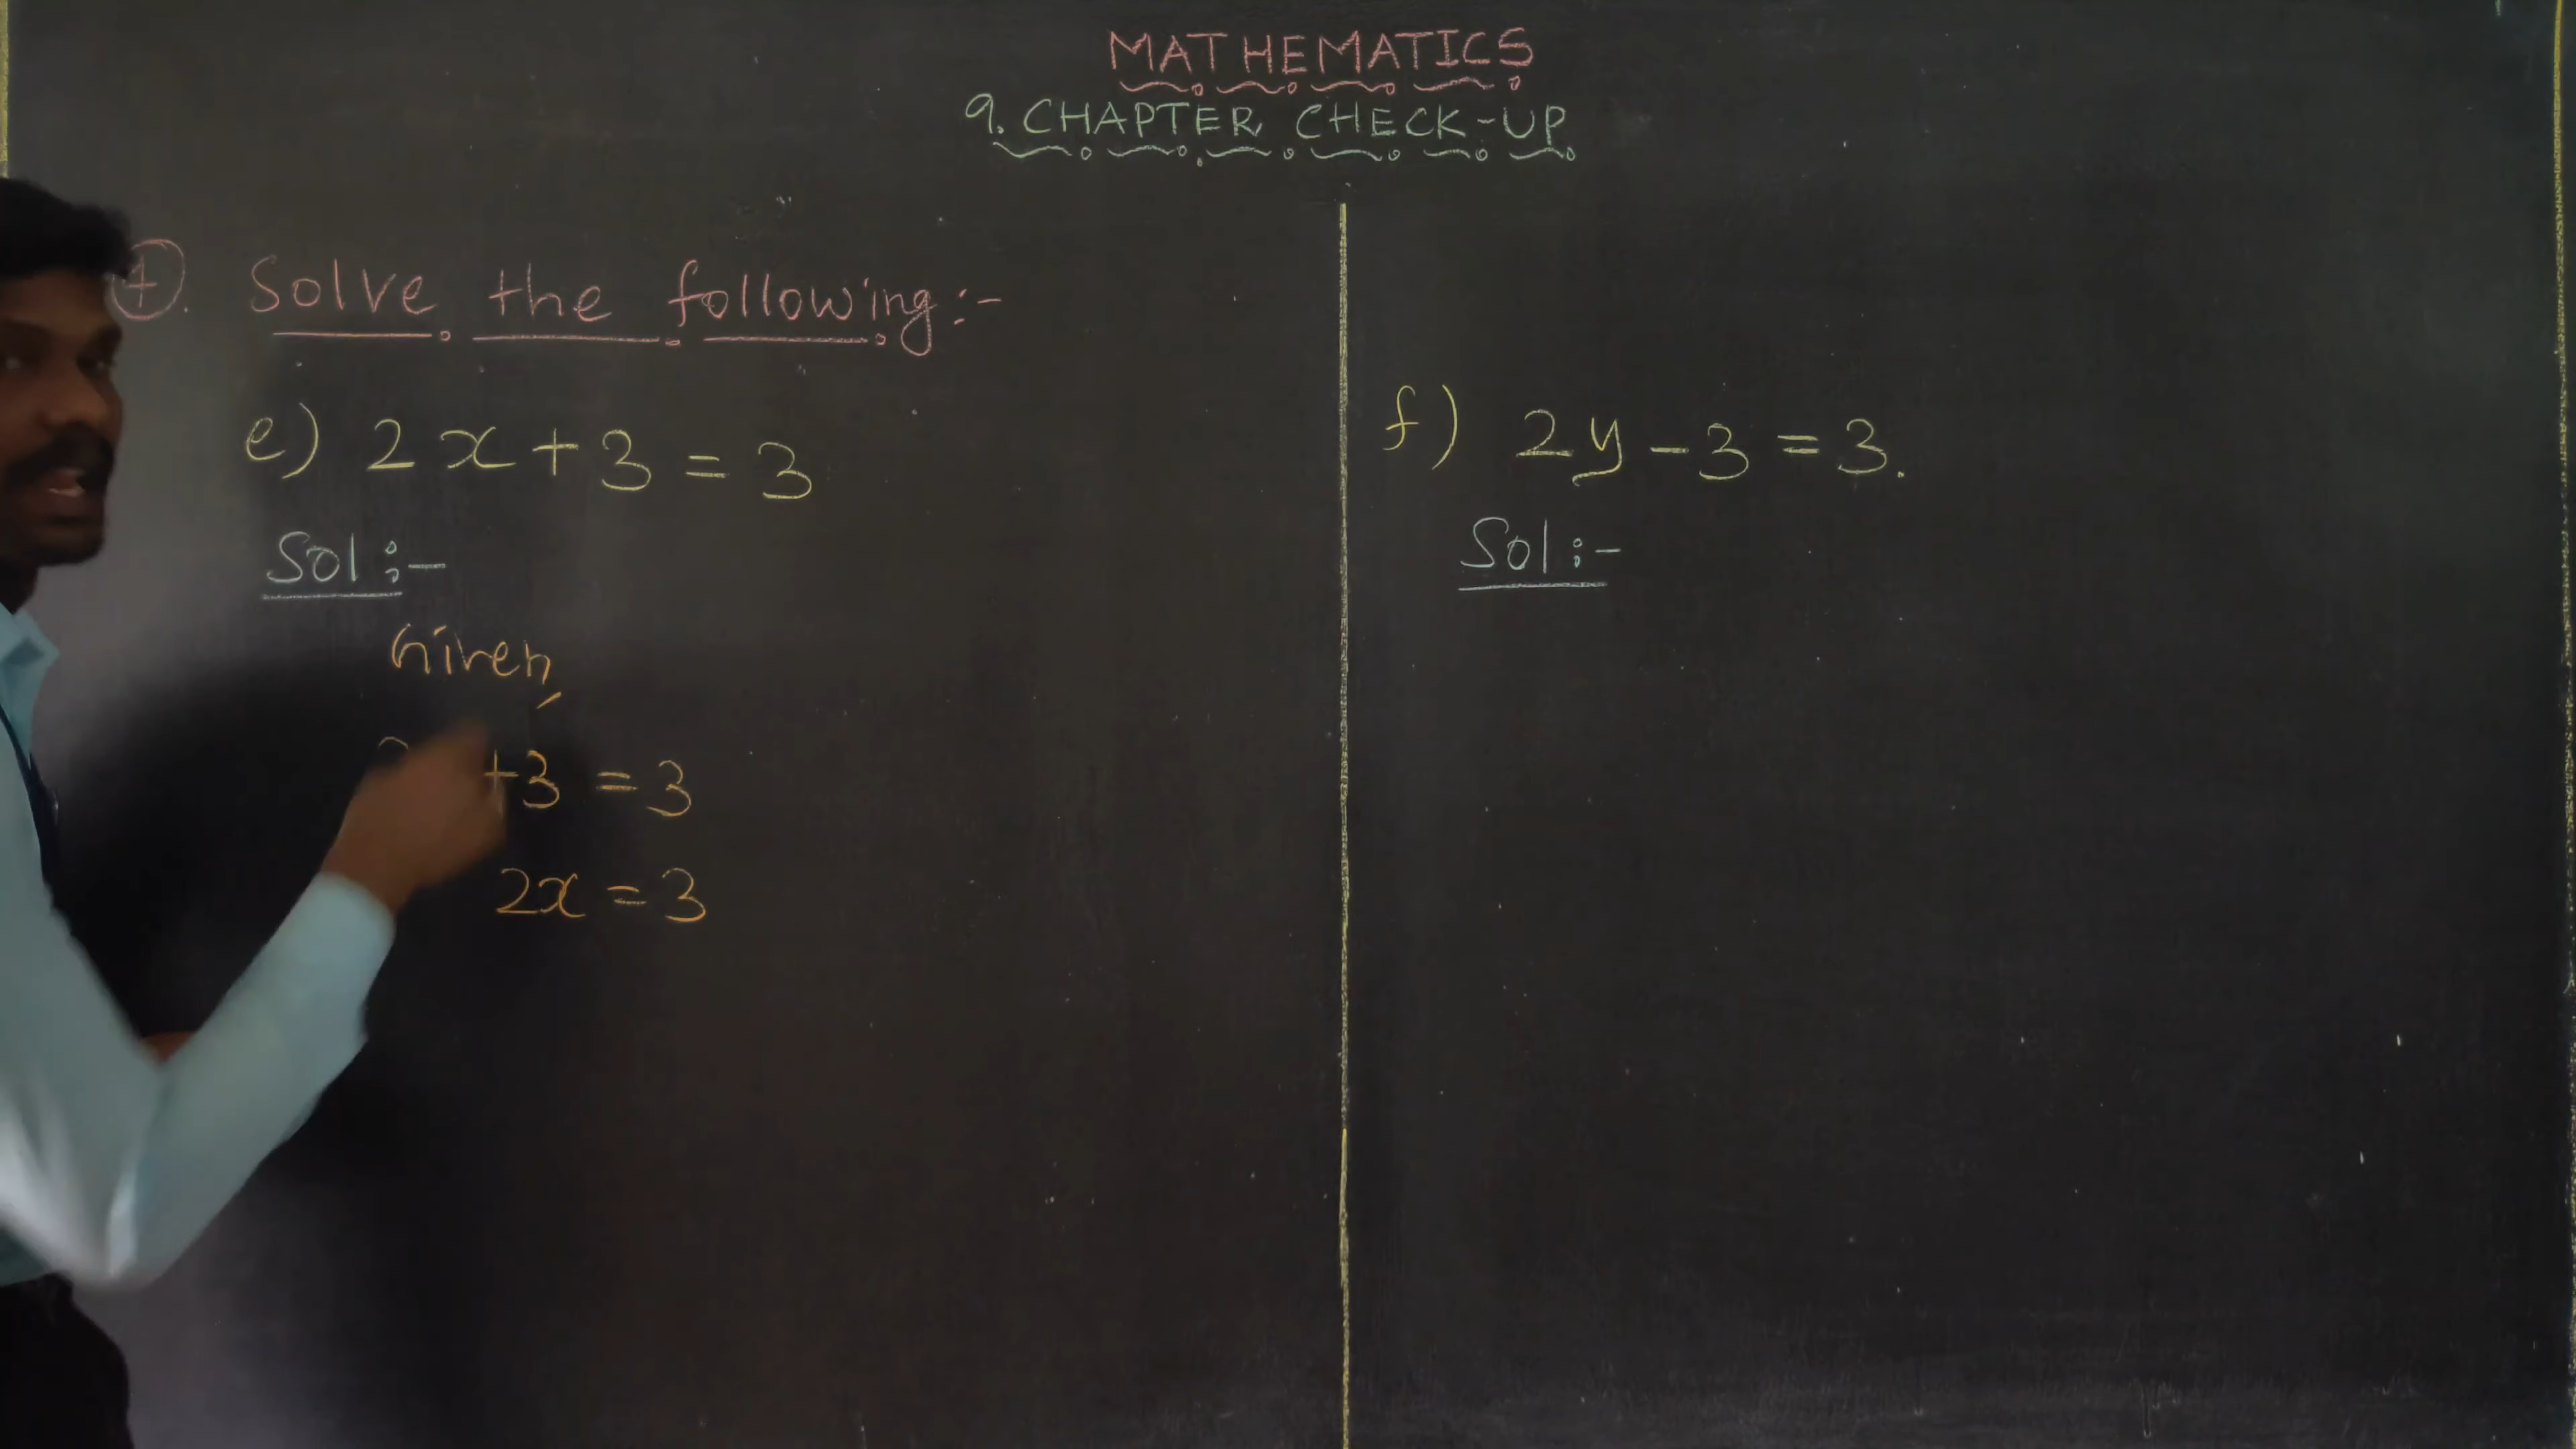 MATHEMATICS
9. CHAPTER CHECK-UP
Solve the following:-
e) 2x+3=3
Sol:-
Given,
+3 = 3
2x = 3
f) 2y-3=3.
Sol:-